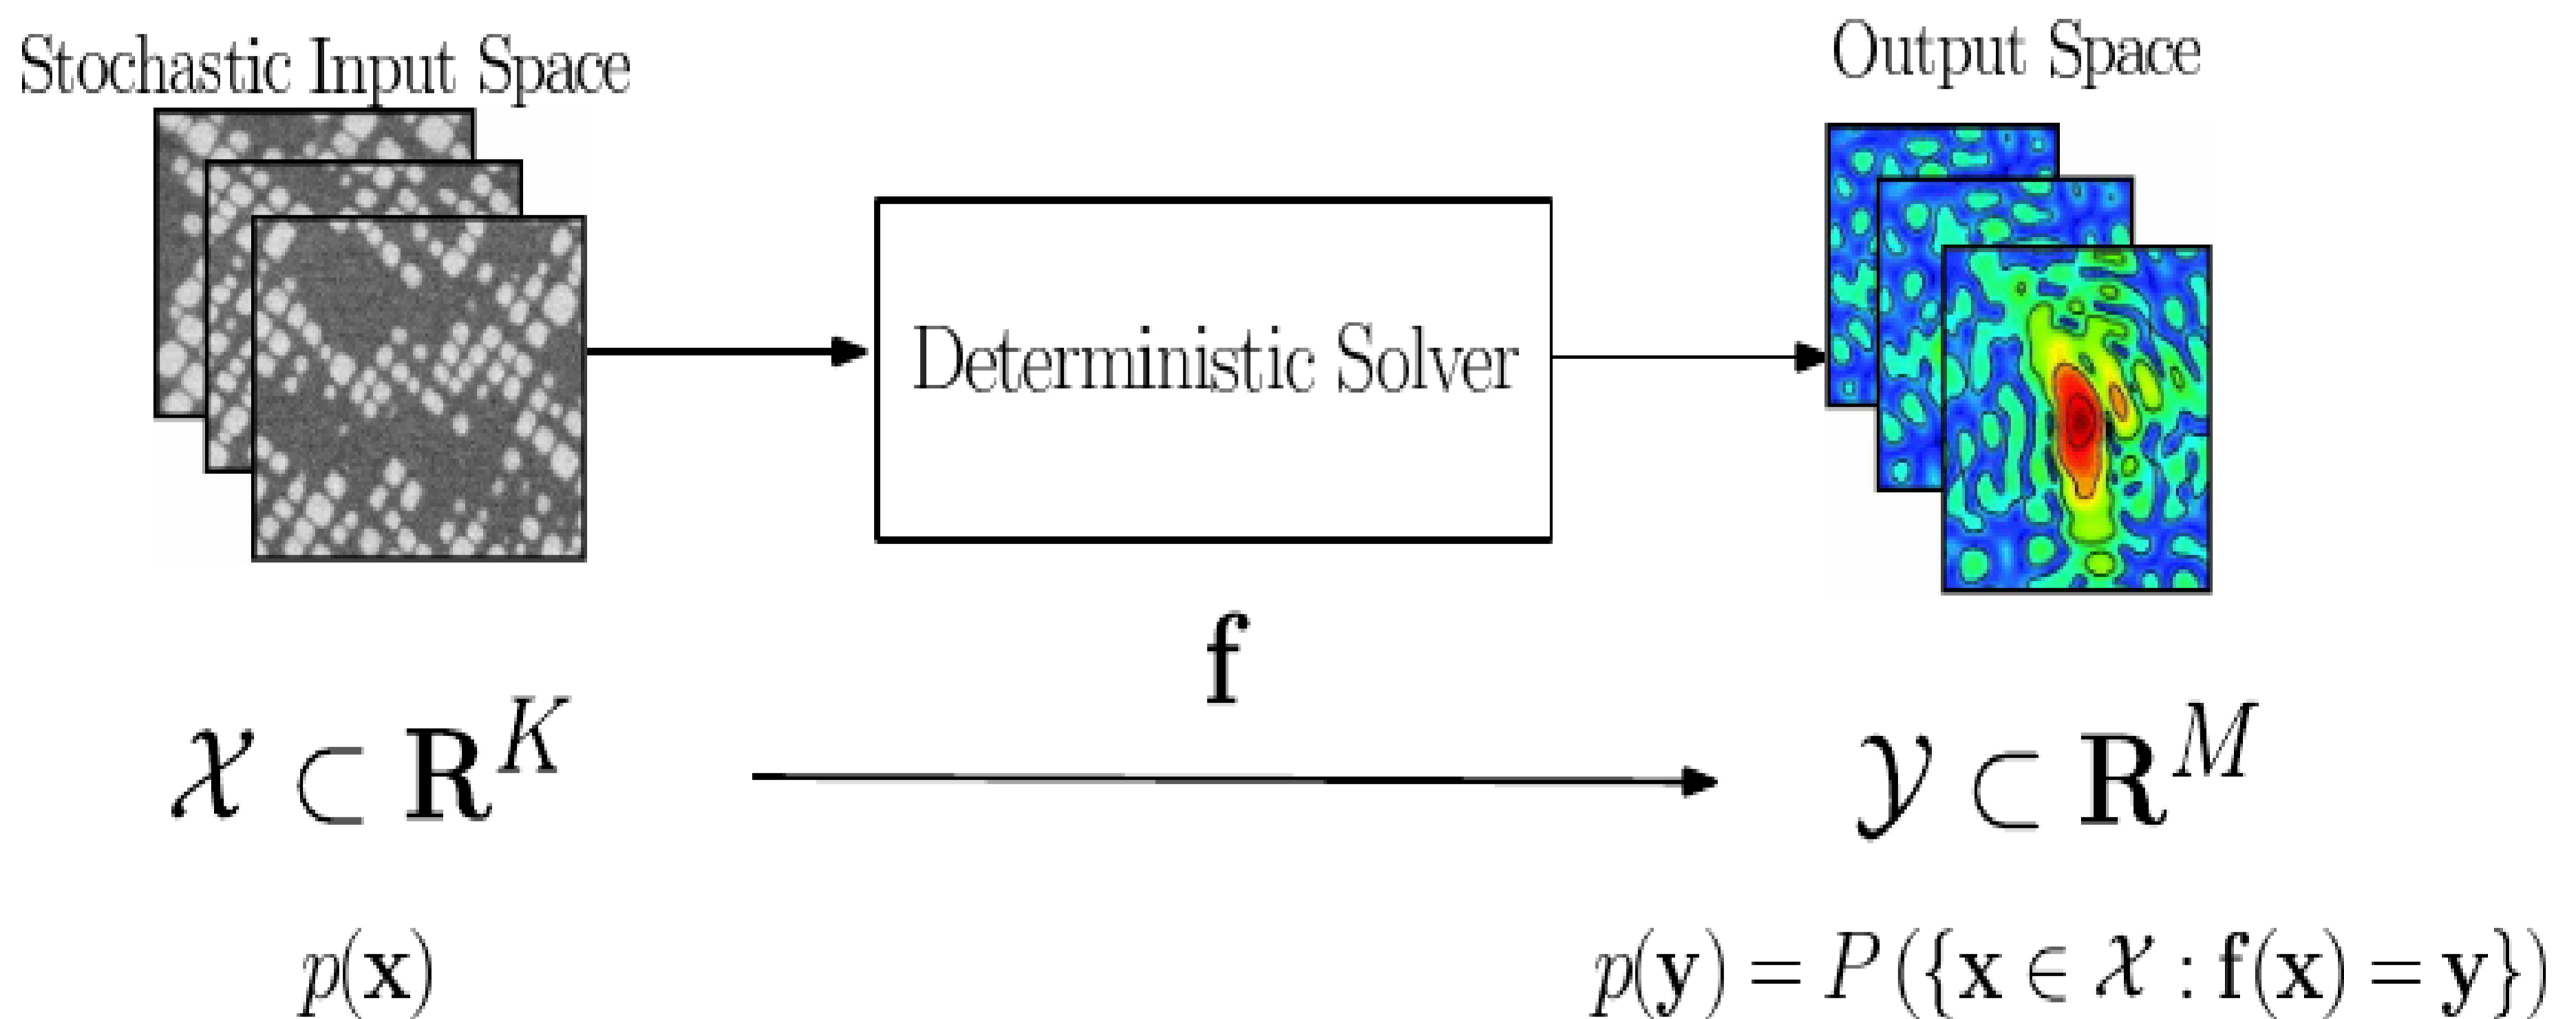 Stochastic Input Space
Output Space
Deterministic Solver
f
𝒳 ⊂ R^K
𝒴 ⊂ R^M
p(x)
p(y) = P({x ∈ 𝒳 : f(x) = y})